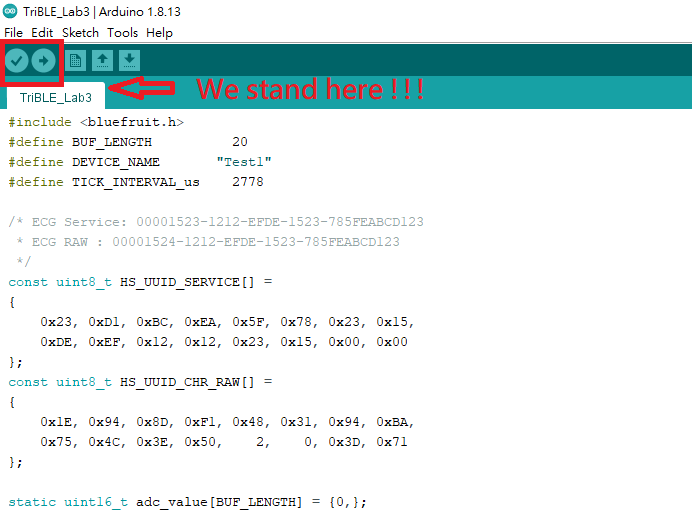 TriBLE_Lab3 | Arduino 1.8.13
File Edit Sketch Tools Help
We stand here ! ! !
TriBLE_Lab3
#include <bluefruit.h>
#define BUF_LENGTH 20
#define DEVICE_NAME "Test1"
#define TICK_INTERVAL_us 2778
/* ECG Service: 00001523-1212-EFDE-1523-785FEABCD123
* ECG RAW : 00001524-1212-EFDE-1523-785FEABCD123
*/
const uint8_t HS_UUID_SERVICE[] =
{
0x23, 0xD1, 0xBC, 0xEA, 0x5F, 0x78, 0x23, 0x15,
0xDE, 0xEF, 0x12, 0x12, 0x23, 0x15, 0x00, 0x00
};
const uint8_t HS_UUID_CHR_RAW[] =
{
0x1E, 0x94, 0x8D, 0xF1, 0x48, 0x31, 0x94, 0xBA,
0x75, 0x4C, 0x3E, 0x50, 2, 0, 0x3D, 0x71
};
static uint16_t adc_value[BUF_LENGTH] = {0,};